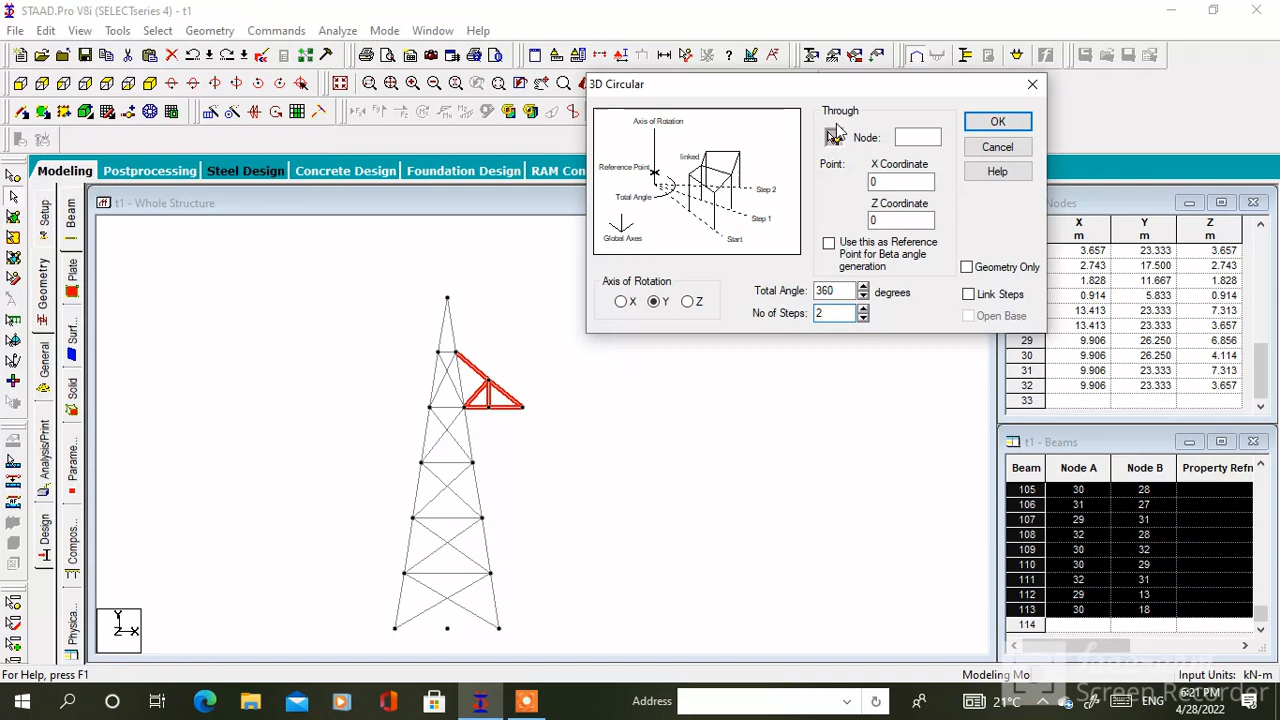 STAAD.Pro V8i (SELECTseries 4) - t1
File Edit View Tools Select Geometry Commands Analyze Mode Window Help
3D Circular
Axis of Rotation
linked
Reference Point
Total Angle
Step 2
Step 1
Start
Global Axes
Through
Node:
Point:
X Coordinate
0
Z Coordinate
0
Use this as Reference
Point for Beta angle
generation
OK
Cancel
Help
Geometry Only
Link Steps
Open Base
Axis of Rotation
X Y Z
Total Angle: 360 degrees
No of Steps: 2
Modeling Steel Design Concrete Design Foundation Design RAM Con
t1 - Whole Structure
Nodes
X Y Z
m m m
3.657 23.333 3.657
2.743 17.500 2.743
1.828 11.667 1.828
0.914 5.833 0.914
13.413 23.333 7.313
13.413 23.333 3.657
29 9.906 26.250 6.856
30 9.906 26.250 4.114
31 9.906 23.333 7.313
32 9.906 23.333 3.657
33
t1 - Beams
Beam Node A Node B Property Refn
105 30 28
106 31 27
107 29 31
108 32 28
109 30 32
110 30 29
111 32 31
112 29 13
113 30 18
114
Setup
Geometry
General
Analysis/Print
Design
Beam
Plate
Surf...
Solid
Parame...
Compos...
Physica...
Y
Z X
For Help, press F1
Modeling Mo
Input Units: kN-m
Screen Recorder
Address
21°C
ENG
6:21 PM
4/28/2022